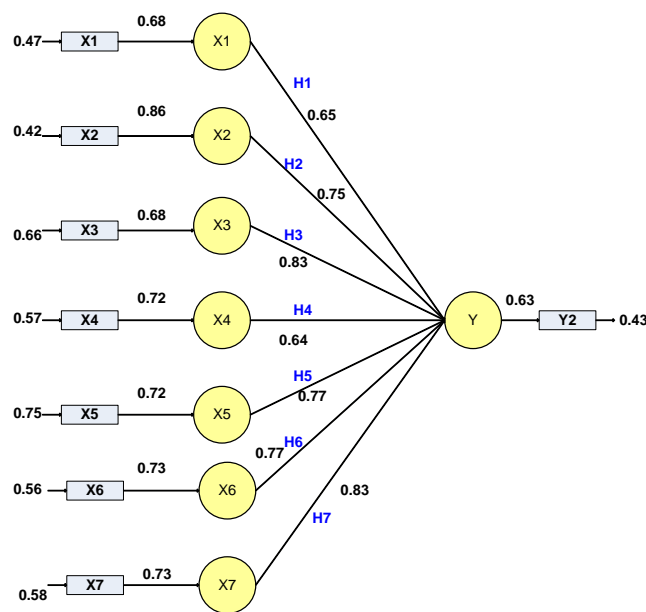 0.47 X1 0.68 X1
H1
0.65
0.42 X2 0.86 X2
H2
0.75
0.66 X3 0.68 X3
H3
0.83
0.57 X4 0.72 X4
H4
0.64
Y 0.63 Y2 0.43
0.75 X5 0.72 X5
H5
0.77
0.56 X6 0.73 X6
H6
0.77
0.58 X7 0.73 X7
H7
0.83